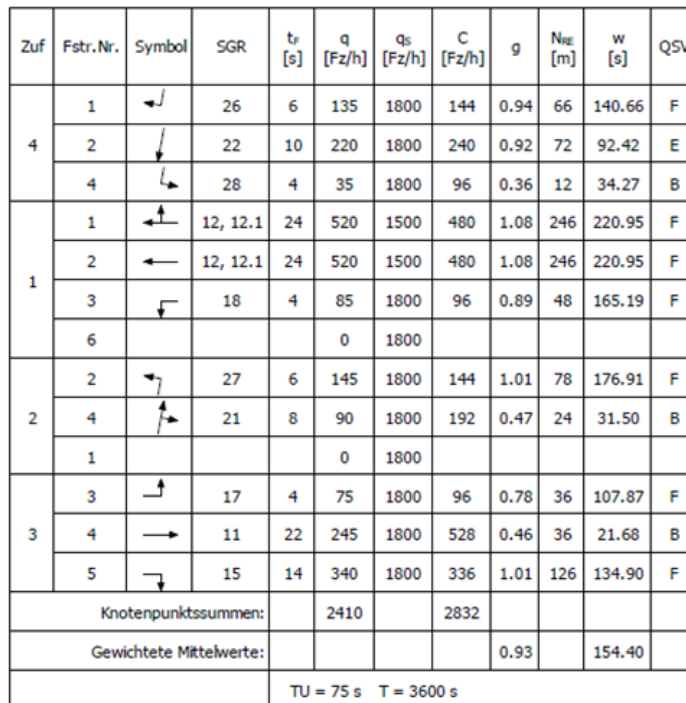 Zuf Fstr.Nr. Symbol SGR tF [s] q [Fz/h] qS [Fz/h] C [Fz/h] g NRE [m] w [s] QSV
4
1 26 6 135 1800 144 0.94 66 140.66 F
2 22 10 220 1800 240 0.92 72 92.42 E
4 28 4 35 1800 96 0.36 12 34.27 B
1
1 12, 12.1 24 520 1500 480 1.08 246 220.95 F
2 12, 12.1 24 520 1500 480 1.08 246 220.95 F
3 18 4 85 1800 96 0.89 48 165.19 F
6 0 1800
2
2 27 6 145 1800 144 1.01 78 176.91 F
4 21 8 90 1800 192 0.47 24 31.50 B
1 0 1800
3
3 17 4 75 1800 96 0.78 36 107.87 F
4 11 22 245 1800 528 0.46 36 21.68 B
5 15 14 340 1800 336 1.01 126 134.90 F
Knotenpunktssummen: 2410 2832
Gewichtete Mittelwerte: 0.93 154.40
TU = 75 s T = 3600 s